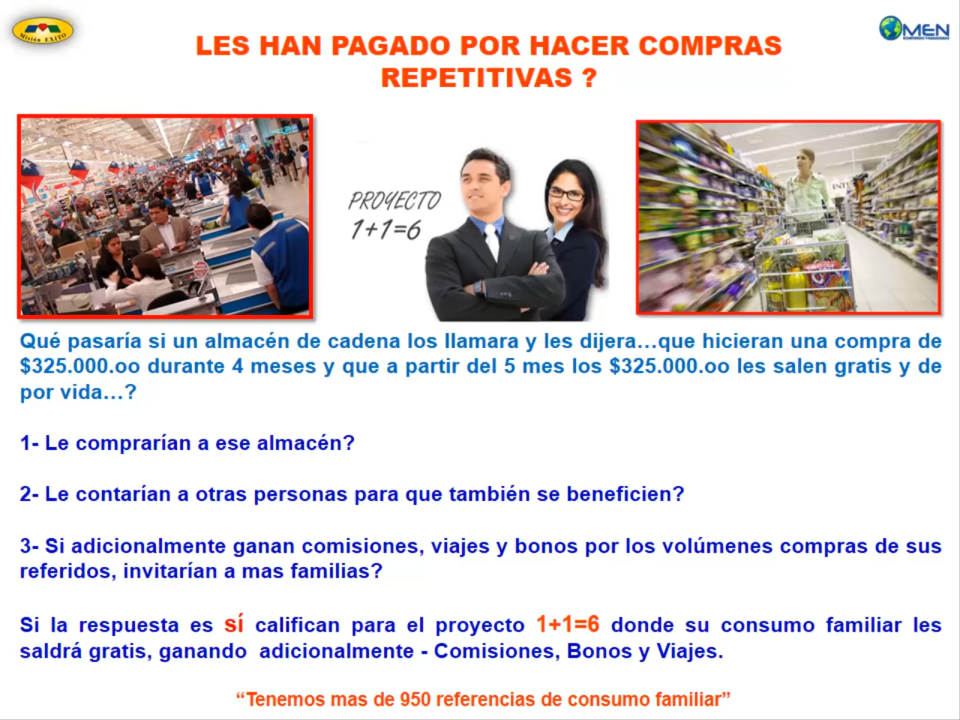 Misión EXITO
OMEN
LES HAN PAGADO POR HACER COMPRAS
REPETITIVAS ?
PROYECTO
1+1=6
Qué pasaría si un almacén de cadena los llamara y les dijera…que hicieran una compra de
$325.000.oo durante 4 meses y que a partir del 5 mes los $325.000.oo les salen gratis y de
por vida…?
1- Le comprarían a ese almacén?
2- Le contarían a otras personas para que también se beneficien?
3- Si adicionalmente ganan comisiones, viajes y bonos por los volúmenes compras de sus
referidos, invitarían a mas familias?
Si la respuesta es sí califican para el proyecto 1+1=6 donde su consumo familiar les
saldrá gratis, ganando adicionalmente - Comisiones, Bonos y Viajes.
“Tenemos mas de 950 referencias de consumo familiar”